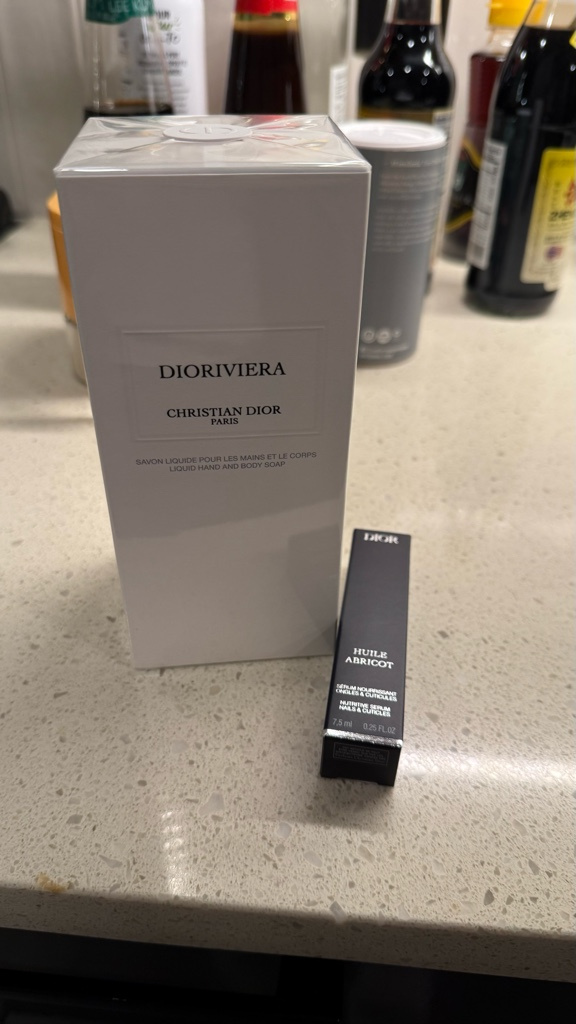 DIORIVIERA
CHRISTIAN DIOR
PARIS
SAVON LIQUIDE POUR LES MAINS ET LE CORPS
LIQUID HAND AND BODY SOAP
DIOR
HUILE
ABRICOT
SÉRUM NOURRISSANT
ONGLES & CUTICULES
NUTRITIVE SERUM
NAILS & CUTICLES
7,5 ml 0.25 FL.OZ